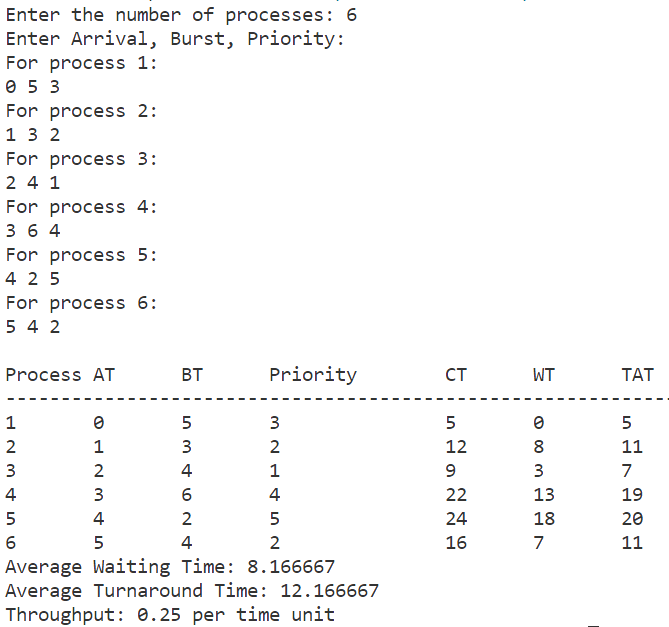 Enter the number of processes: 6
Enter Arrival, Burst, Priority:
For process 1:
0 5 3
For process 2:
1 3 2
For process 3:
2 4 1
For process 4:
3 6 4
For process 5:
4 2 5
For process 6:
5 4 2
Process AT BT Priority CT WT TAT
-------------------------------------------------------------
1 0 5 3 5 0 5
2 1 3 2 12 8 11
3 2 4 1 9 3 7
4 3 6 4 22 13 19
5 4 2 5 24 18 20
6 5 4 2 16 7 11
Average Waiting Time: 8.166667
Average Turnaround Time: 12.166667
Throughput: 0.25 per time unit